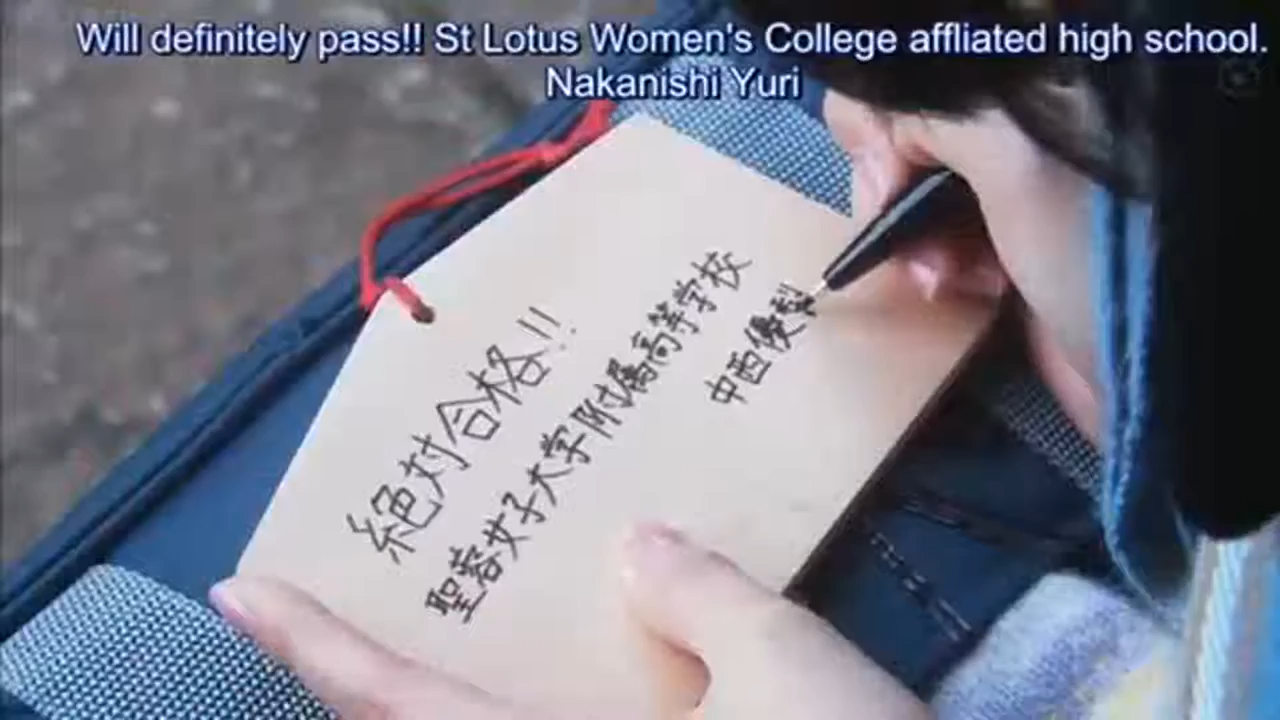 Will definitely pass!! St Lotus Women's College affliated high school.
Nakanishi Yuri
絶対合格!!
聖蓉女子大学附属高等学校
中西優梨